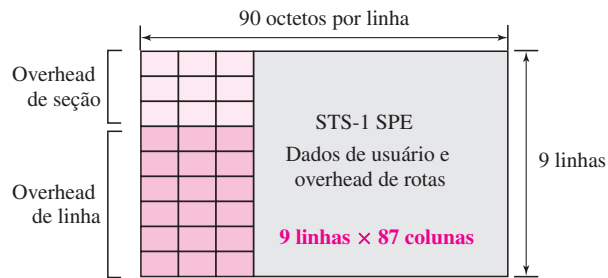 90 octetos por linha
Overhead
de seção
Overhead
de linha
STS-1 SPE
Dados de usuário e
overhead de rotas
9 linhas × 87 colunas
9 linhas